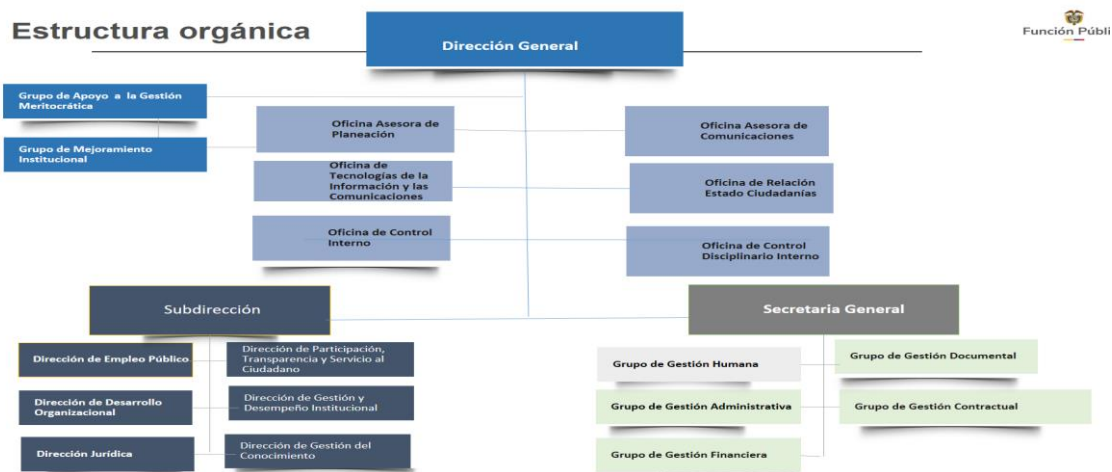 Estructura orgánica
Función Públi
Dirección General
Grupo de Apoyo a la Gestión
Meritocrática
Grupo de Mejoramiento
Institucional
Oficina Asesora de
Planeación
Oficina Asesora de
Comunicaciones
Oficina de
Tecnologías de la
Información y las
Comunicaciones
Oficina de Relación
Estado Ciudadanías
Oficina de Control
Interno
Oficina de Control
Disciplinario Interno
Subdirección
Secretaria General
Dirección de Empleo Público
Dirección de Participación,
Transparencia y Servicio al
Ciudadano
Dirección de Desarrollo
Organizacional
Dirección de Gestión y
Desempeño Institucional
Dirección Jurídica
Dirección de Gestión del
Conocimiento
Grupo de Gestión Humana
Grupo de Gestión Documental
Grupo de Gestión Administrativa
Grupo de Gestión Contractual
Grupo de Gestión Financiera